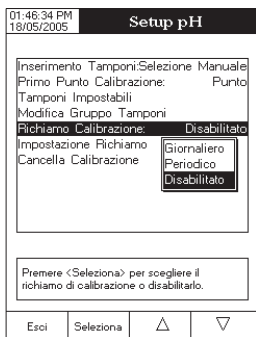 01:46:34 PM
18/05/2005
Setup pH
Inserimento Tamponi:Selezione Manuale
Primo Punto Calibrazione: Punto
Tamponi Impostabili
Modifica Gruppo Tamponi
Richiamo Calibrazione: Disabilitato
Impostazione Richiamo
Cancella Calibrazione
Giornaliero
Periodico
Disabilitato
Premere <Seleziona> per scegliere il
richiamo di calibrazione o disabilitarlo.
Esci Seleziona △ ▽